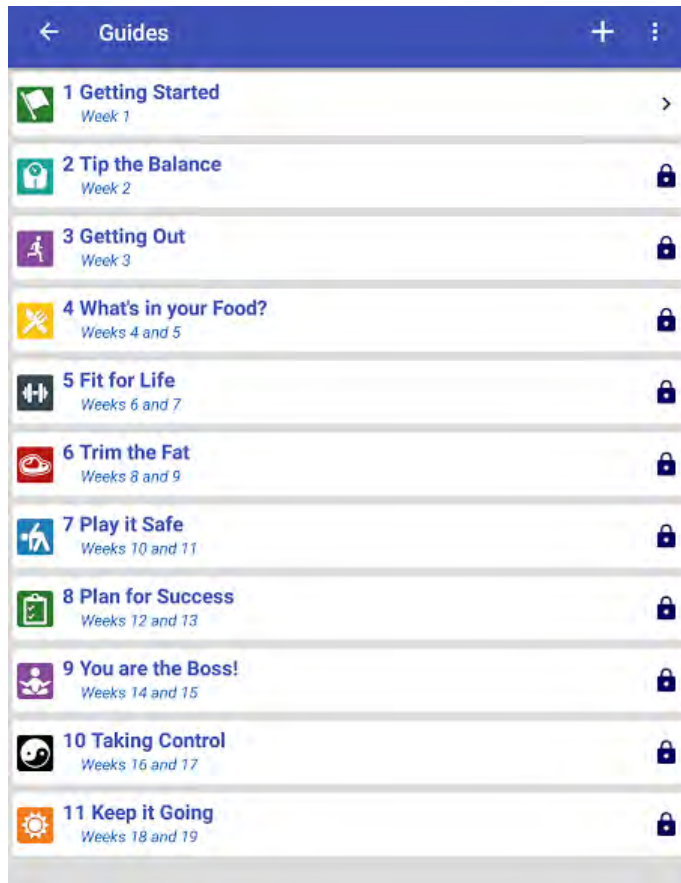 Guides
1 Getting Started
Week 1
2 Tip the Balance
Week 2
3 Getting Out
Week 3
4 What's in your Food?
Weeks 4 and 5
5 Fit for Life
Weeks 6 and 7
6 Trim the Fat
Weeks 8 and 9
7 Play it Safe
Weeks 10 and 11
8 Plan for Success
Weeks 12 and 13
9 You are the Boss!
Weeks 14 and 15
10 Taking Control
Weeks 16 and 17
11 Keep it Going
Weeks 18 and 19